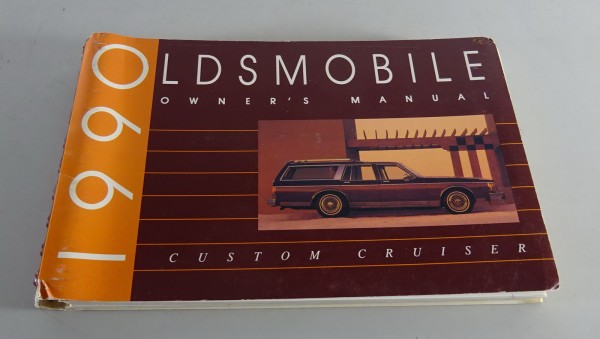 1990
OLDSMOBILE
OWNER'S MANUAL
CUSTOM CRUISER